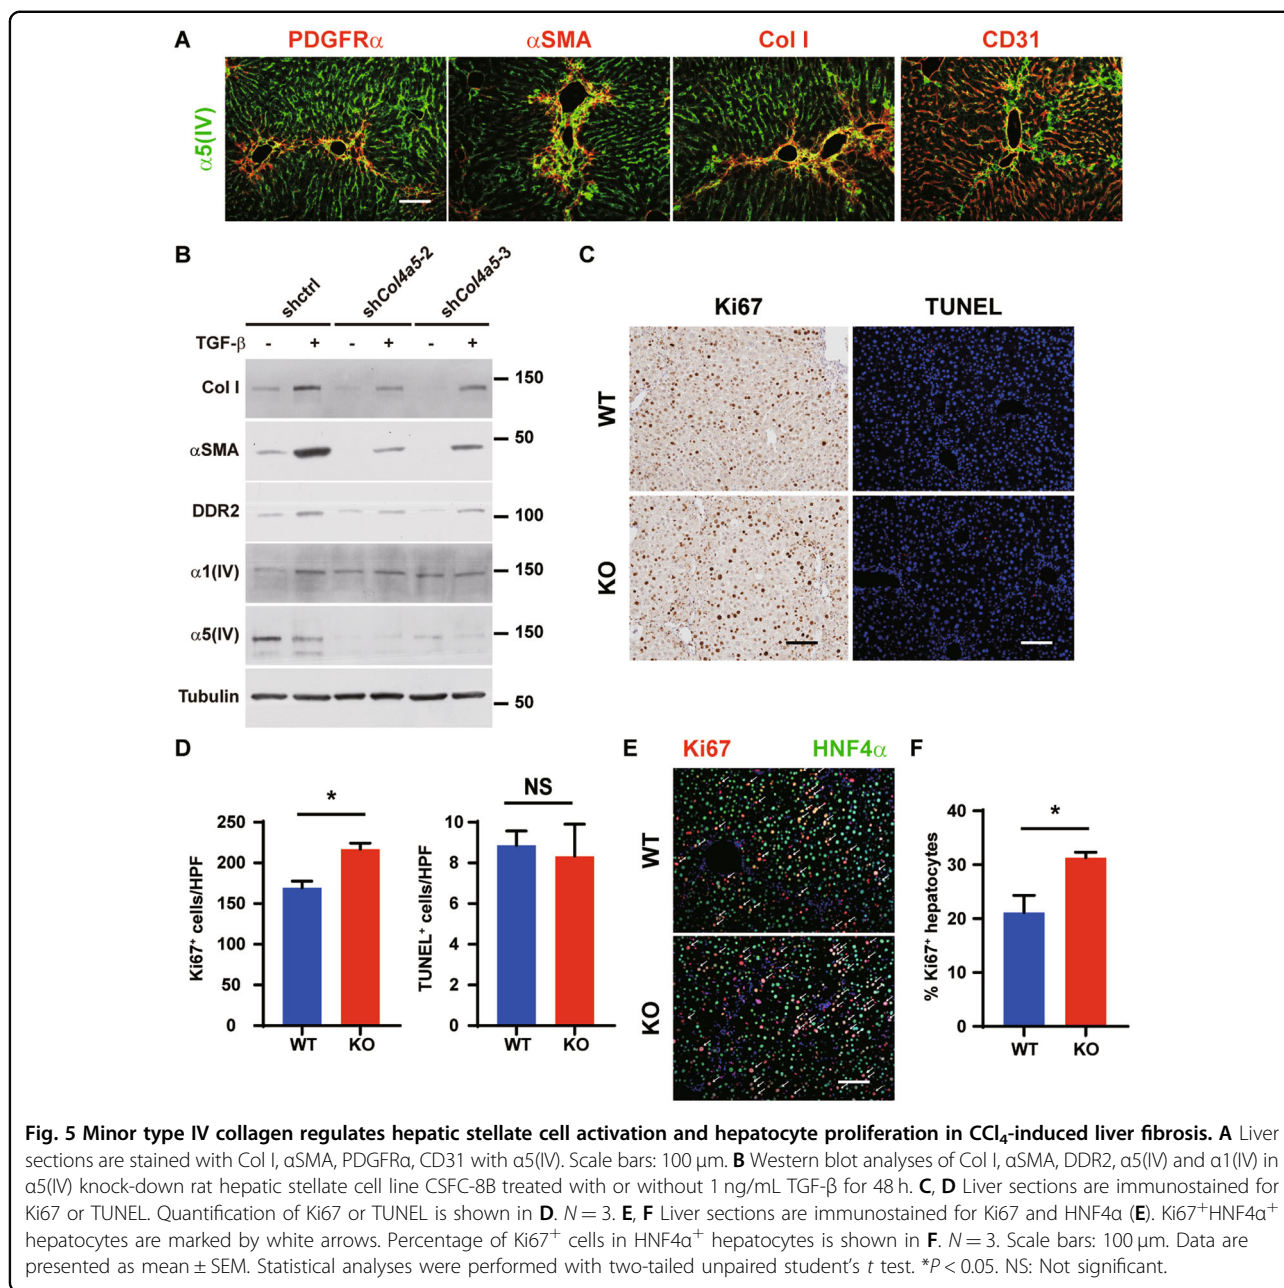 A
PDGFRα
αSMA
Col I
CD31
α5(IV)
B
shctrl
shCol4a5-2
shCol4a5-3
TGF-β - + - + - +
Col I
150
αSMA
50
DDR2
100
α1(IV)
150
α5(IV)
150
Tubulin
50
C
Ki67
TUNEL
WT
KO
D
*
Ki67⁺ cells/HPF
250
200
150
100
50
0
WT
KO
NS
TUNEL⁺ cells/HPF
10
8
6
4
2
0
WT
KO
E
Ki67
HNF4α
WT
KO
F
*
% Ki67⁺ hepatocytes
40
30
20
10
0
WT
KO
Fig. 5 Minor type IV collagen regulates hepatic stellate cell activation and hepatocyte proliferation in CCl₄-induced liver fibrosis. A Liver
sections are stained with Col I, αSMA, PDGFRα, CD31 with α5(IV). Scale bars: 100 μm. B Western blot analyses of Col I, αSMA, DDR2, α5(IV) and α1(IV) in
α5(IV) knock-down rat hepatic stellate cell line CSFC-8B treated with or without 1 ng/mL TGF-β for 48 h. C, D Liver sections are immunostained for
Ki67 or TUNEL. Quantification of Ki67 or TUNEL is shown in D. N = 3. E, F Liver sections are immunostained for Ki67 and HNF4α (E). Ki67⁺HNF4α⁺
hepatocytes are marked by white arrows. Percentage of Ki67⁺ cells in HNF4α⁺ hepatocytes is shown in F. N = 3. Scale bars: 100 μm. Data are
presented as mean ± SEM. Statistical analyses were performed with two-tailed unpaired student's t test. *P < 0.05. NS: Not significant.